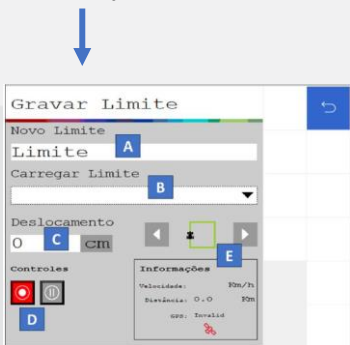 Gravar Limite
Novo Limite
Limite A
Carregar Limite
B
Deslocamento
0 C cm
E
Controles
D
Informações
Velocidade: Km/h
Distância: 0.0 Km
GPS: Invalid